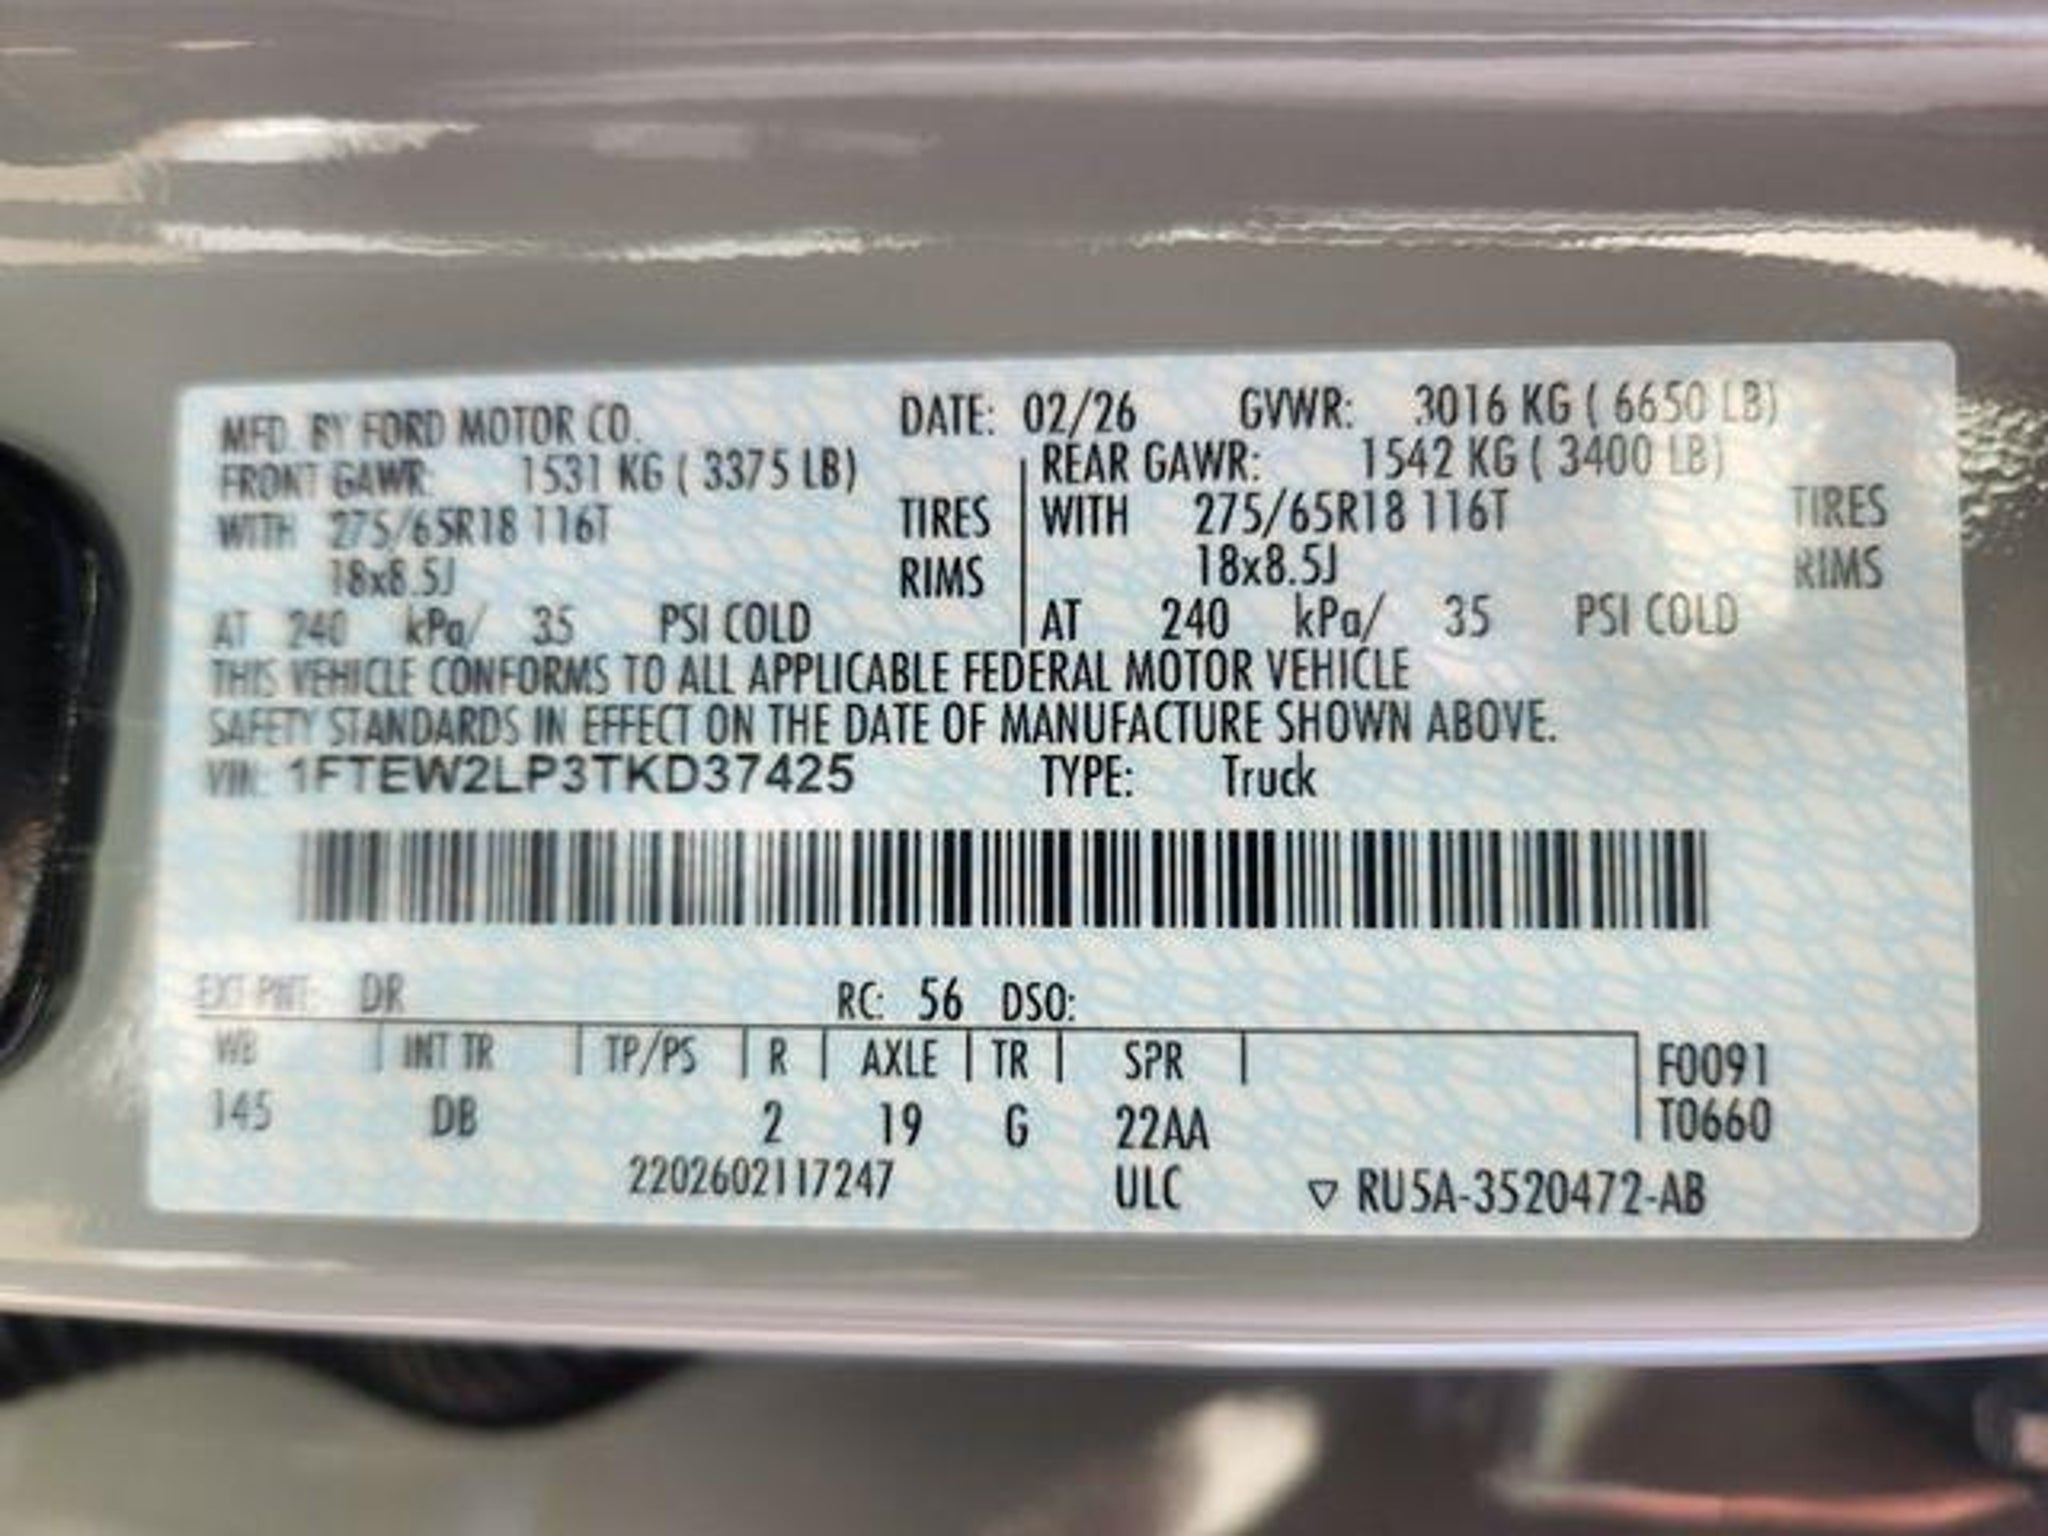 MFD. BY FORD MOTOR CO. DATE: 02/26 GVWR: 3016 KG ( 6650 LB)
FRONT GAWR: 1531 KG ( 3375 LB) REAR GAWR: 1542 KG ( 3400 LB)
WITH 275/65R18 116T TIRES WITH 275/65R18 116T TIRES
18x8.5J RIMS 18x8.5J RIMS
AT 240 kPa/ 35 PSI COLD AT 240 kPa/ 35 PSI COLD
THIS VEHICLE CONFORMS TO ALL APPLICABLE FEDERAL MOTOR VEHICLE
SAFETY STANDARDS IN EFFECT ON THE DATE OF MANUFACTURE SHOWN ABOVE.
VIN: 1FTEW2LP3TKD37425 TYPE: Truck
EXT PNT: DR RC: 56 DSO:
WB INT TR TP/PS R AXLE TR SPR F0091
145 DB 2 19 G 22AA T0660
2202602117247 ULC ▽ RU5A-3520472-AB